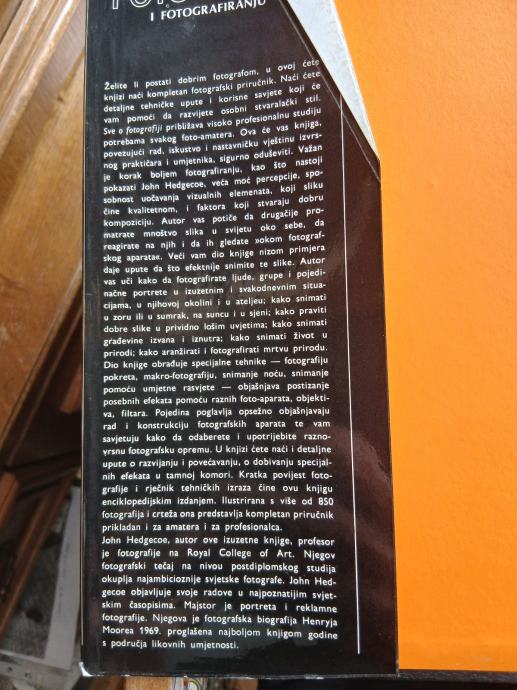 I FOTOGRAFIRANJU
Želite li postati dobrim fotografom, u ovoj ćete
knjizi naći kompletan fotografski priručnik. Naći ćete
detaljne tehničke upute i korisne savjete koji će
vam pomoći da razvijete osobni stvaralački stil.
Sve o fotografiji približava visoko profesionalnu studiju
potrebama svakog foto-amatera. Ova će vas knjiga,
povezujući rad, iskustvo i nastavničku vještinu izvrs-
nog praktičara i umjetnika, sigurno oduševiti. Važan
je korak boljem fotografiranju, kao što nastoji
pokazati John Hedgecoe, veća moć percepcije, spo-
sobnost uočavanja vizualnih elemenata, koji sliku
čine kvalitetnom, i faktora koji stvaraju dobru
kompoziciju. Autor vas potiče da drugačije pro-
matrate mnoštvo slika u svijetu oko sebe, da
reagirate na njih i da ih gledate »okom fotograf-
skog aparata«. Veći vam dio knjige nizom primjera
daje upute da što efektnije snimite te slike. Autor
vas uči kako da fotografirate ljude, grupe i pojedi-
načne portrete u izuzetnim i svakodnevnim situa-
cijama, u njihovoj okolini i u ateljeu; kako snimati
u zoru ili u sumrak, na suncu i u sjeni; kako praviti
dobre slike u prividno lošim uvjetima; kako snimati
građevine izvana i iznutra; kako snimati život u
prirodi; kako aranžirati i fotografirati mrtvu prirodu.
Dio knjige obrađuje specijalne tehnike — fotografiju
pokreta, makro-fotografiju, snimanje noću, snimanje
pomoću umjetne rasvjete — objašnjava postizanje
posebnih efekata pomoću raznih foto-aparata, objekti-
va, filtara. Pojedina poglavlja opsežno objašnjavaju
rad i konstrukciju fotografskih aparata te vam
savjetuju kako da odaberete i upotrijebite razno-
vrsnu fotografsku opremu. U knjizi ćete naći i detaljne
upute o razvijanju i povećavanju, o dobivanju specijal-
nih efekata u tamnoj komori. Kratka povijest foto-
grafije i rječnik tehničkih izraza čine ovu knjigu
enciklopedijskim izdanjem. Ilustrirana s više od 850
fotografija i crteža ona predstavlja kompletan priručnik
prikladan i za amatera i za profesionalca.
John Hedgecoe, autor ove izuzetne knjige, profesor
je fotografije na Royal College of Art. Njegov
fotografski tečaj na nivou postdiplomskog studija
okuplja najambicioznije svjetske fotografe. John Hed-
gecoe objavljuje svoje radove u najpoznatijim svjet-
skim časopisima. Majstor je portreta i reklamne
fotografije. Njegova je fotografska biografija Henryja
Moorea 1969. proglašena najboljom knjigom godine
s područja likovnih umjetnosti.